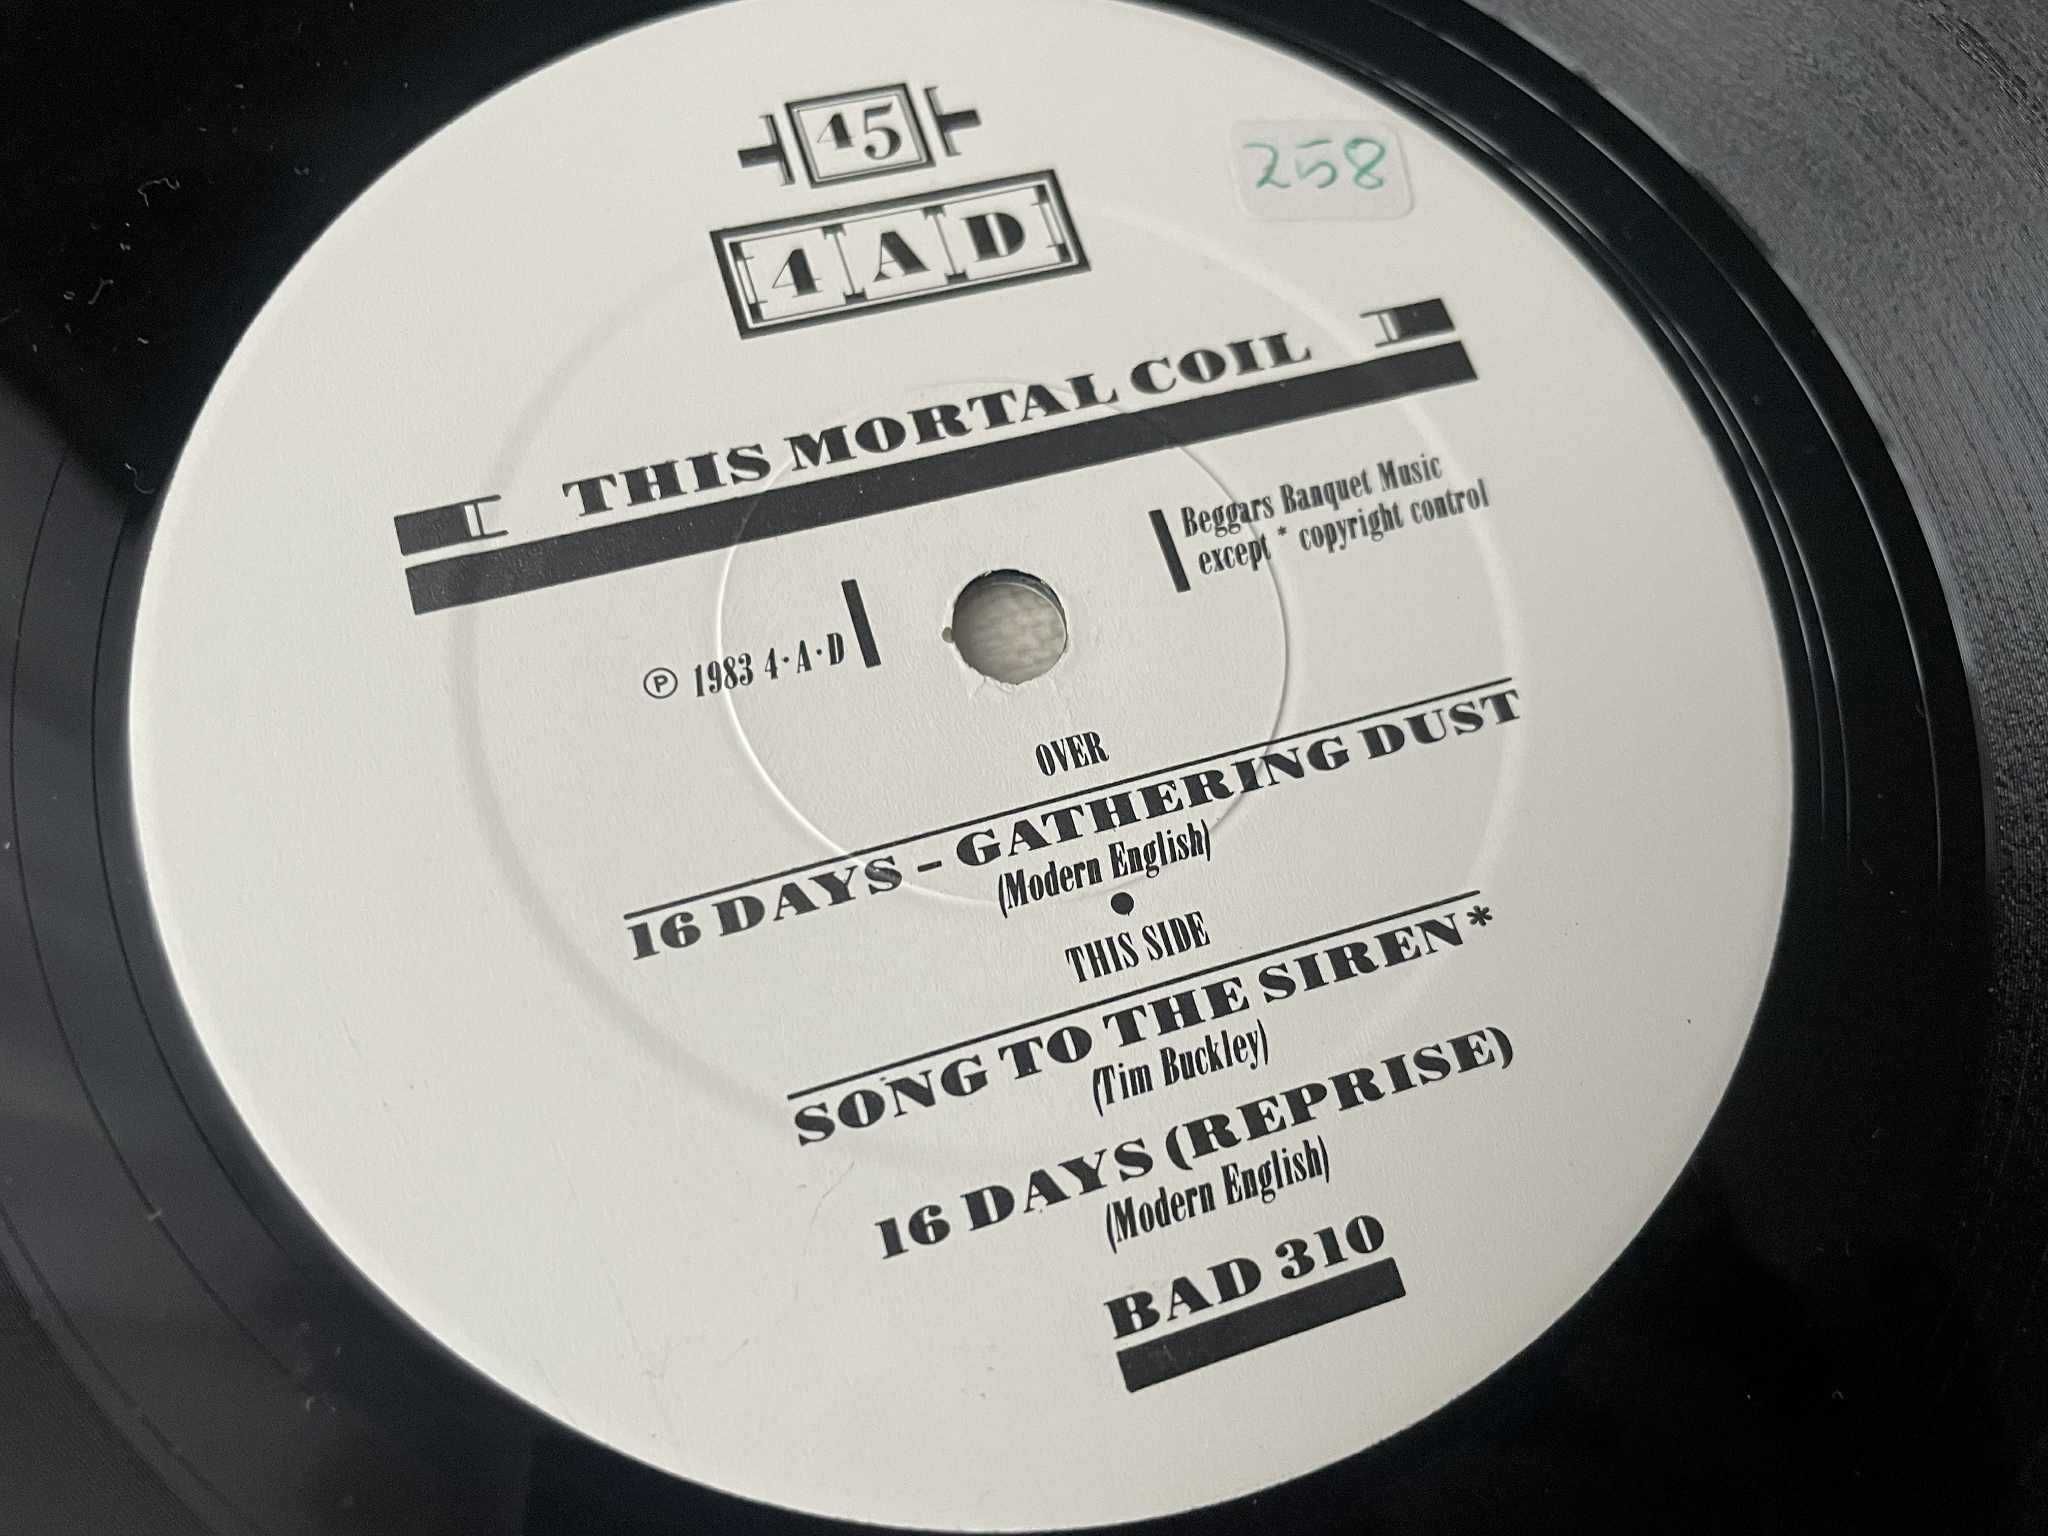 45
258
4AD
THIS MORTAL COIL
Beggars Banquet Music
except * copyright control
℗ 1983 4·A·D
OVER
16 DAYS – GATHERING DUST
(Modern English)
THIS SIDE
SONG TO THE SIREN*
(Tim Buckley)
16 DAYS (REPRISE)
(Modern English)
BAD 310